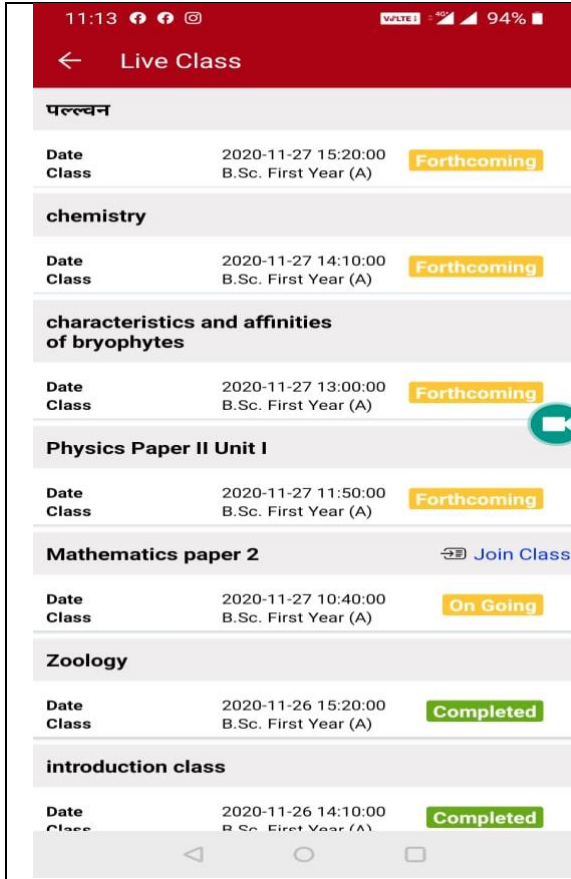 11:13 94%
Live Class
पल्ल्वन
Date 2020-11-27 15:20:00 Forthcoming
Class B.Sc. First Year (A)
chemistry
Date 2020-11-27 14:10:00 Forthcoming
Class B.Sc. First Year (A)
characteristics and affinities
of bryophytes
Date 2020-11-27 13:00:00 Forthcoming
Class B.Sc. First Year (A)
Physics Paper II Unit I
Date 2020-11-27 11:50:00 Forthcoming
Class B.Sc. First Year (A)
Mathematics paper 2 Join Class
Date 2020-11-27 10:40:00 On Going
Class B.Sc. First Year (A)
Zoology
Date 2020-11-26 15:20:00 Completed
Class B.Sc. First Year (A)
introduction class
Date 2020-11-26 14:10:00 Completed
Class B.Sc. First Year (A)